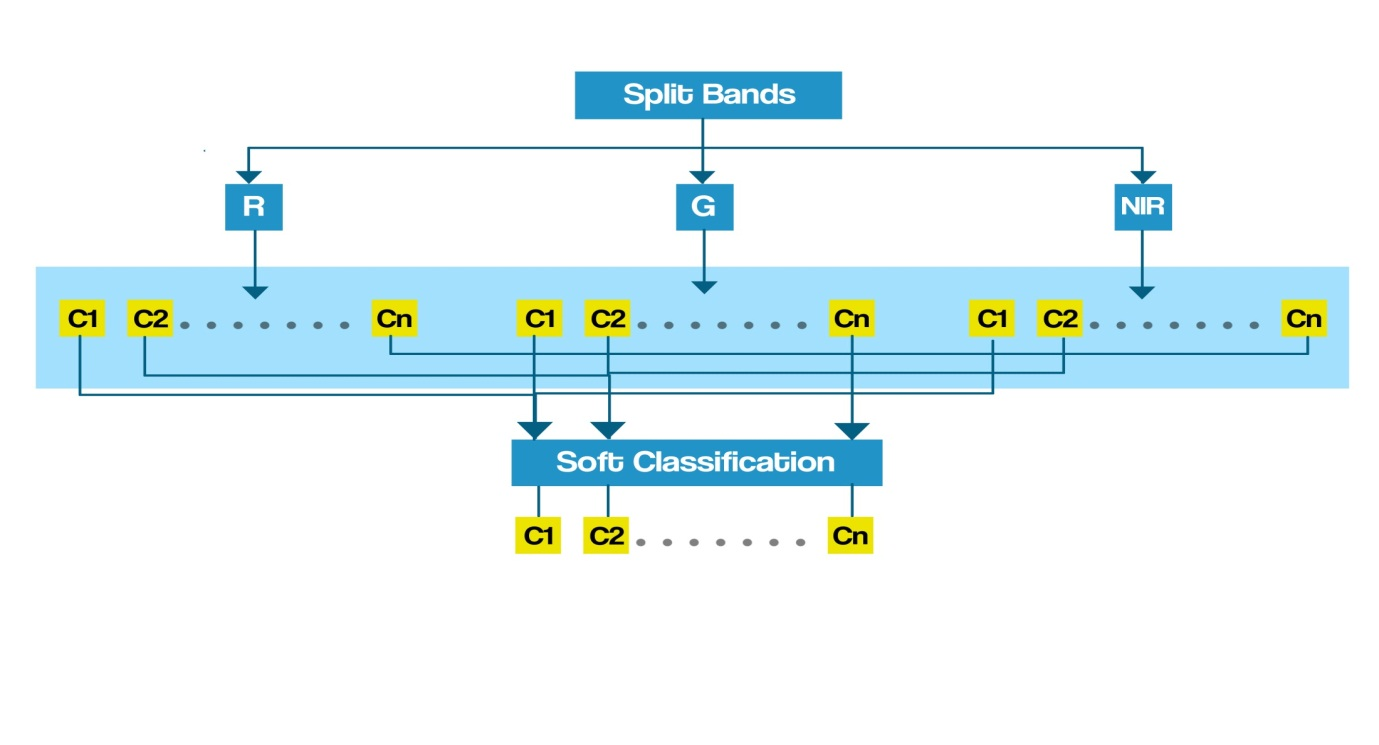 Split Bands
R G NIR
C1 C2 Cn C1 C2 Cn C1 C2 Cn
Soft Classification
C1 C2 Cn